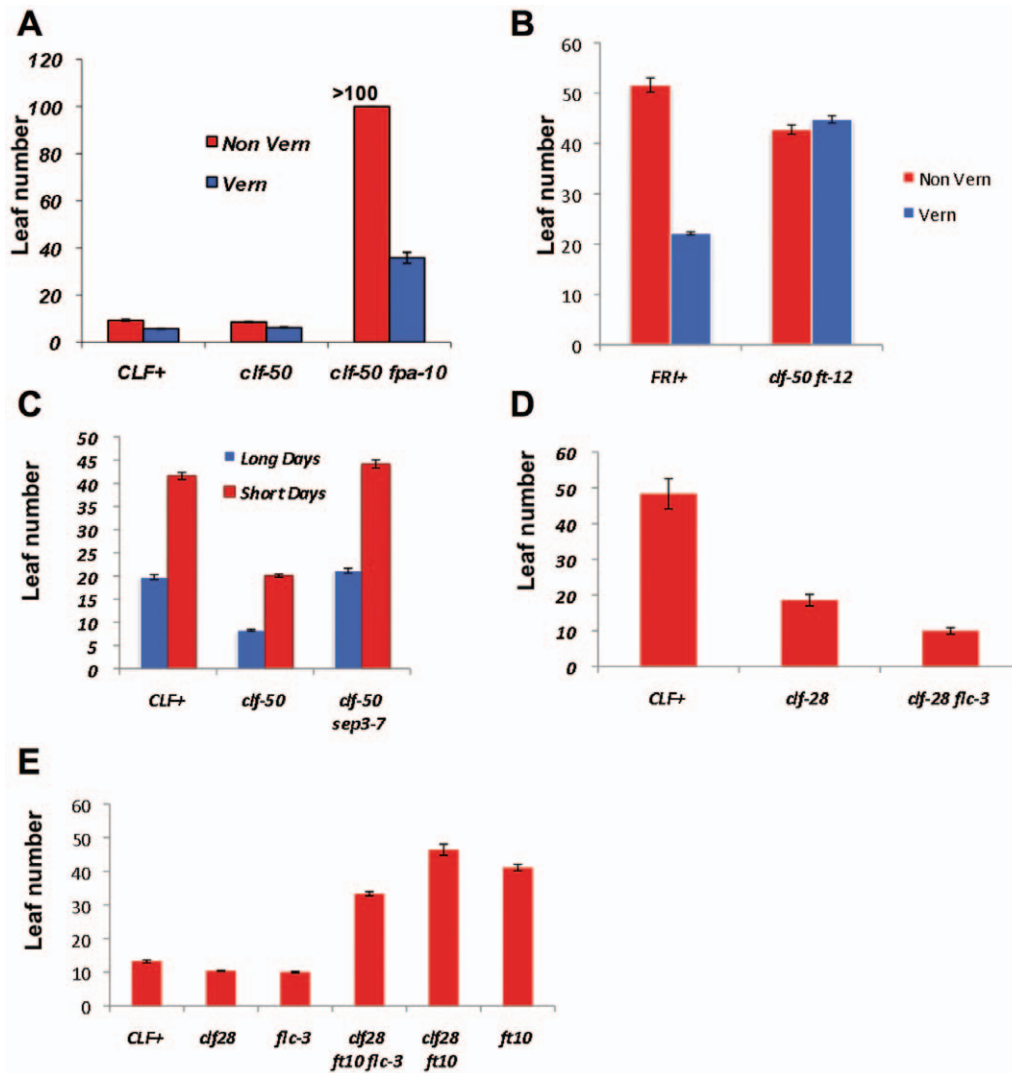 A
Leaf number
120
100
80
60
40
20
0
>100
Non Vern
Vern
CLF+
clf-50
clf-50 fpa-10
B
Leaf number
60
50
40
30
20
10
0
Non Vern
Vern
FRI+
clf-50 ft-12
C
Leaf number
50
45
40
35
30
25
20
15
10
5
0
Long Days
Short Days
CLF+
clf-50
clf-50
sep3-7
D
Leaf number
60
50
40
30
20
10
0
CLF+
clf-28
clf-28 flc-3
E
Leaf number
60
50
40
30
20
10
0
CLF+
clf28
flc-3
clf28
ft10 flc-3
clf28
ft10
ft10